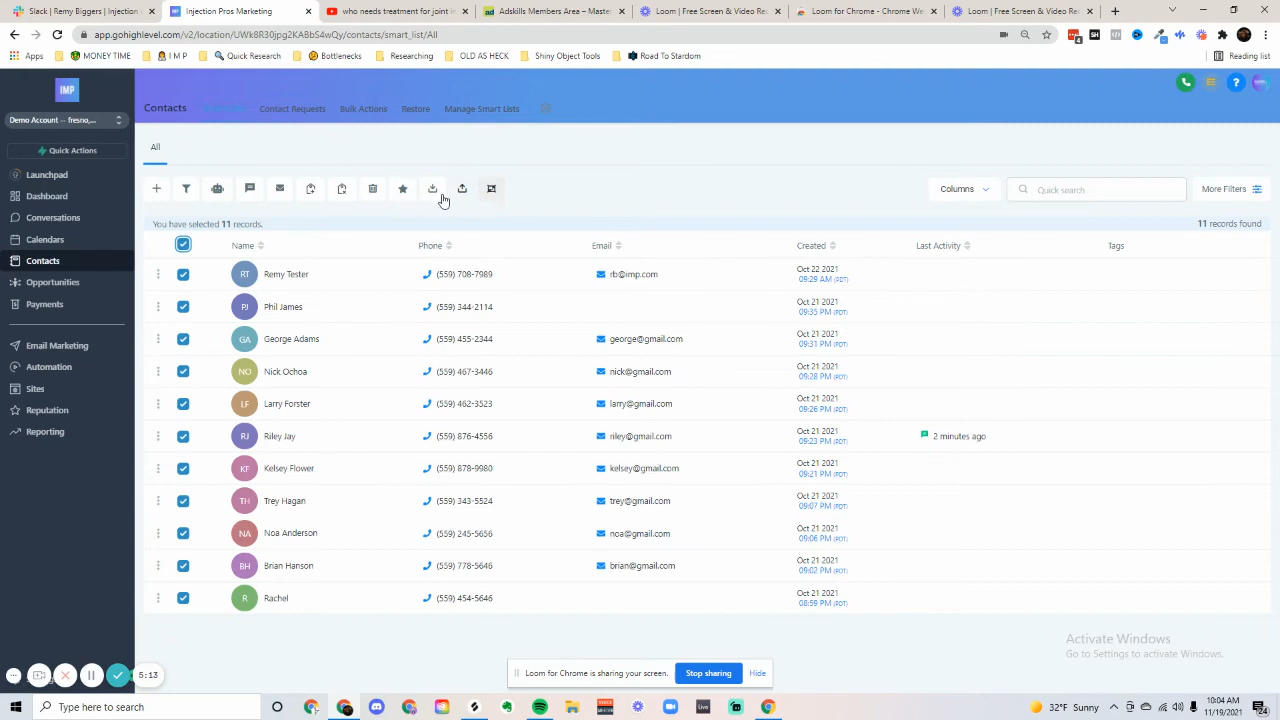 Slack | Remy Biggers | Injection
Injection Pros Marketing
who needs treatment for joint in
Adskills Members Area – Master
Loom | Free Screen & Video Rec
Loom for Chrome - Chrome We
Loom | Free Screen & Video Rec
app.gohighlevel.com/v2/location/UWk8R30jpg2KABbS4wQy/contacts/smart_list/All
Apps
MONEY TIME
I M P
Quick Research
Bottlenecks
Researching
OLD AS HECK
Shiny Object Tools
Road To Stardom
Reading list
IMP
Demo Account -- fresno,...
Quick Actions
Launchpad
Dashboard
Conversations
Calendars
Contacts
Opportunities
Payments
Email Marketing
Automation
Sites
Reputation
Reporting
Contacts
Contact Requests
Bulk Actions
Restore
Manage Smart Lists
All
Columns
Quick search
More Filters
You have selected 11 records.
11 records found
Name Phone Email Created Last Activity Tags
RT Remy Tester (559) 708-7989 rb@imp.com Oct 22 2021
09:29 AM (PDT)
PJ Phil James (559) 344-2114 Oct 21 2021
09:35 PM (PDT)
GA George Adams (559) 455-2344 george@gmail.com Oct 21 2021
09:31 PM (PDT)
NO Nick Ochoa (559) 467-3446 nick@gmail.com Oct 21 2021
09:28 PM (PDT)
LF Larry Forster (559) 462-3523 larry@gmail.com Oct 21 2021
09:26 PM (PDT)
RJ Riley Jay (559) 876-4556 riley@gmail.com Oct 21 2021 2 minutes ago
09:23 PM (PDT)
KF Kelsey Flower (559) 878-9980 kelsey@gmail.com Oct 21 2021
09:21 PM (PDT)
TH Trey Hagan (559) 343-5524 trey@gmail.com Oct 21 2021
09:07 PM (PDT)
NA Noa Anderson (559) 245-5656 noa@gmail.com Oct 21 2021
09:06 PM (PDT)
BH Brian Hanson (559) 778-5646 brian@gmail.com Oct 21 2021
09:02 PM (PDT)
R Rachel (559) 454-5646 Oct 21 2021
08:59 PM (PDT)
Activate Windows
Go to Settings to activate Windows.
5:13
Loom for Chrome is sharing your screen.
Stop sharing
Hide
Type here to search
Live
32°F Sunny
10:04 AM
11/19/2021